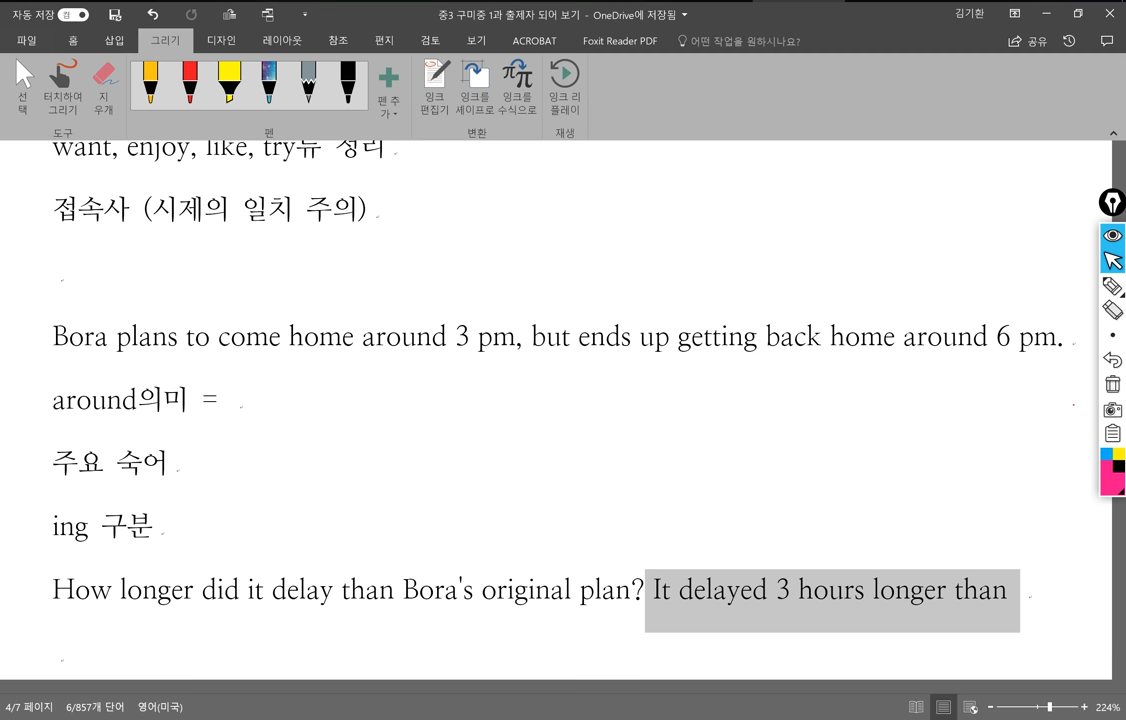 자동 저장 켬 중3 구미중 1과 출제자 되어 보기 - OneDrive에 저장됨 김기환
파일 홈 삽입 그리기 디자인 레이아웃 참조 편지 검토 보기 ACROBAT Foxit Reader PDF 어떤 작업을 원하시나요? 공유
선택 터치하여 그리기 지우개 펜 추가 잉크 편집기 잉크를 셰이프로 잉크를 수식으로 잉크 리플레이
도구 펜 변환 재생
want, enjoy, like, try류 정리
접속사 (시제의 일치 주의)
Bora plans to come home around 3 pm, but ends up getting back home around 6 pm.
around의미 =
주요 숙어
ing 구분
How longer did it delay than Bora's original plan? It delayed 3 hours longer than
4/7 페이지 6/857개 단어 영어(미국) 224%